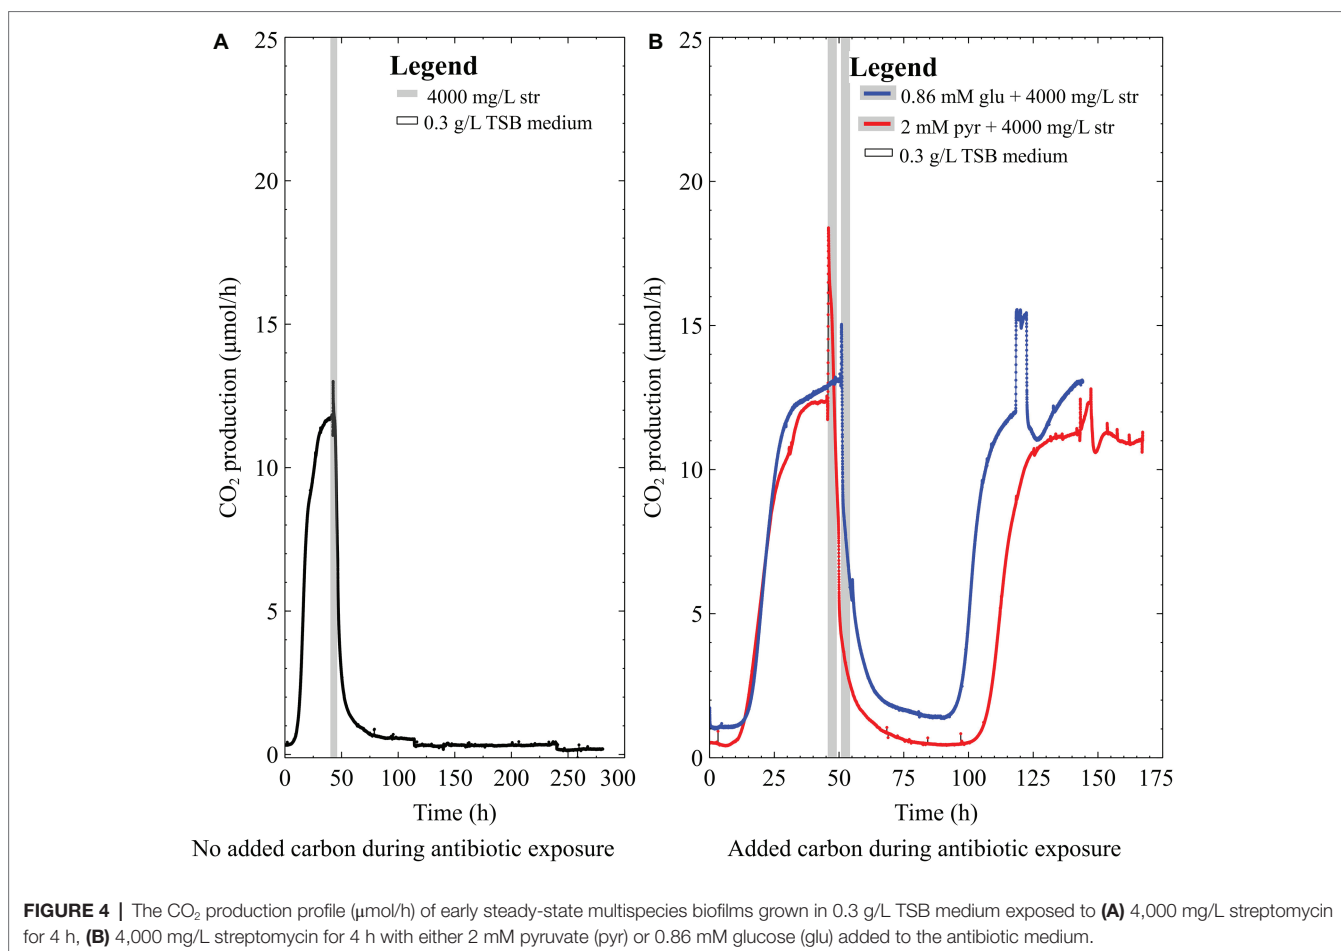 A
25
20
15
10
5
0
CO₂ production (µmol/h)
Legend
4000 mg/L str
0.3 g/L TSB medium
0 50 100 150 200 250 300
Time (h)
No added carbon during antibiotic exposure
B
25
20
15
10
5
0
CO₂ production (µmol/h)
Legend
0.86 mM glu + 4000 mg/L str
2 mM pyr + 4000 mg/L str
0.3 g/L TSB medium
0 25 50 75 100 125 150 175
Time (h)
Added carbon during antibiotic exposure
FIGURE 4 | The CO₂ production profile (µmol/h) of early steady-state multispecies biofilms grown in 0.3 g/L TSB medium exposed to (A) 4,000 mg/L streptomycin
for 4 h, (B) 4,000 mg/L streptomycin for 4 h with either 2 mM pyruvate (pyr) or 0.86 mM glucose (glu) added to the antibiotic medium.